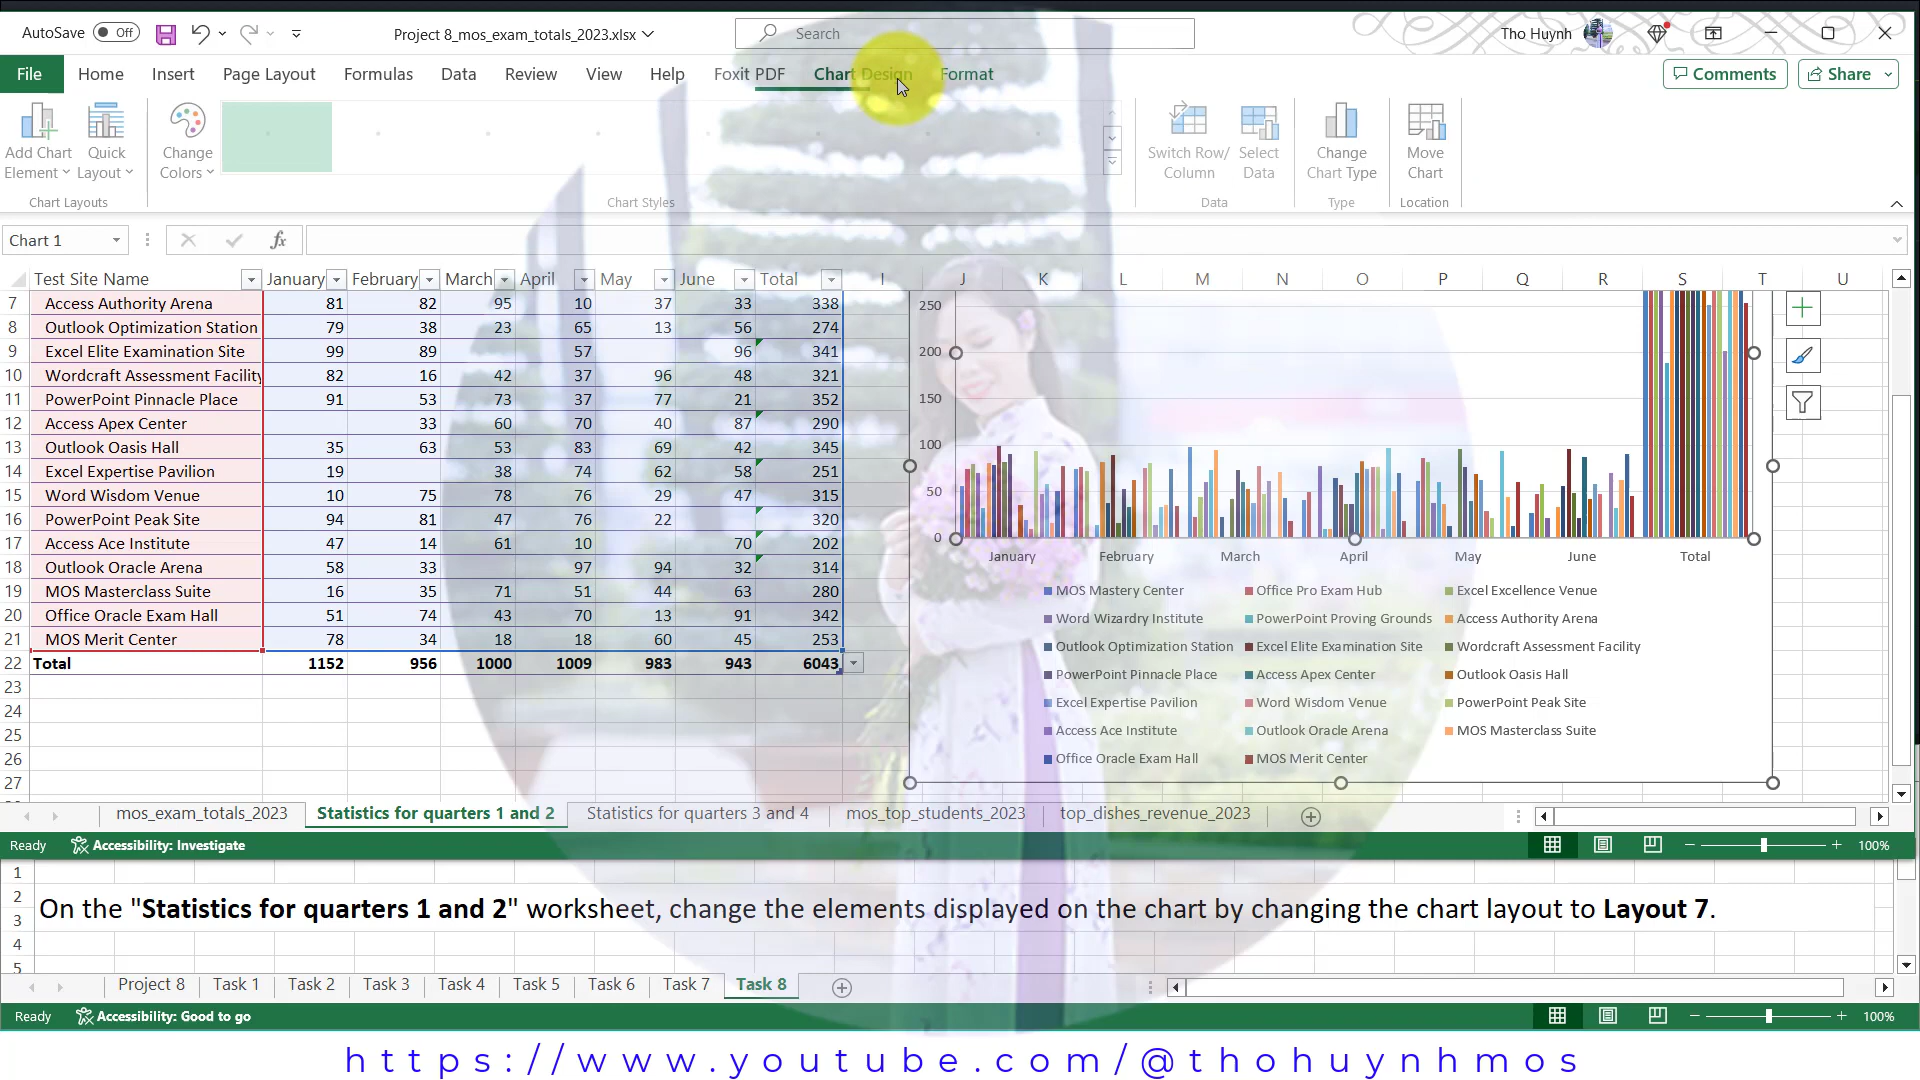 AutoSave Off Project 8_mos_exam_totals_2023.xlsx Search Tho Huynh
File Home Insert Page Layout Formulas Data Review View Help Foxit PDF Chart Design Format Comments Share
Add Chart Element Quick Layout Change Colors Switch Row/Column Select Data Change Chart Type Move Chart
Chart Layouts Chart Styles Data Type Location
Chart 1 fx
Test Site Name January February March April May June Total I J K L M N O P Q R S T U
7 Access Authority Arena 81 82 95 10 37 33 338
8 Outlook Optimization Station 79 38 23 65 13 56 274
9 Excel Elite Examination Site 99 89 57 96 341
10 Wordcraft Assessment Facility 82 16 42 37 96 48 321
11 PowerPoint Pinnacle Place 91 53 73 37 77 21 352
12 Access Apex Center 33 60 70 40 87 290
13 Outlook Oasis Hall 35 63 53 83 69 42 345
14 Excel Expertise Pavilion 19 38 74 62 58 251
15 Word Wisdom Venue 10 75 78 76 29 47 315
16 PowerPoint Peak Site 94 81 47 76 22 320
17 Access Ace Institute 47 14 61 10 70 202
18 Outlook Oracle Arena 58 33 97 94 32 314
19 MOS Masterclass Suite 16 35 71 51 44 63 280
20 Office Oracle Exam Hall 51 74 43 70 13 91 342
21 MOS Merit Center 78 34 18 18 60 45 253
22 Total 1152 956 1000 1009 983 943 6043
23
24
25
26
27
250
200
150
100
50
0
January February March April May June Total
MOS Mastery Center Office Pro Exam Hub Excel Excellence Venue
Word Wizardry Institute PowerPoint Proving Grounds Access Authority Arena
Outlook Optimization Station Excel Elite Examination Site Wordcraft Assessment Facility
PowerPoint Pinnacle Place Access Apex Center Outlook Oasis Hall
Excel Expertise Pavilion Word Wisdom Venue PowerPoint Peak Site
Access Ace Institute Outlook Oracle Arena MOS Masterclass Suite
Office Oracle Exam Hall MOS Merit Center
mos_exam_totals_2023 Statistics for quarters 1 and 2 Statistics for quarters 3 and 4 mos_top_students_2023 top_dishes_revenue_2023
Ready Accessibility: Investigate 100%
1
2
3
4
5
On the "Statistics for quarters 1 and 2" worksheet, change the elements displayed on the chart by changing the chart layout to Layout 7.
Project 8 Task 1 Task 2 Task 3 Task 4 Task 5 Task 6 Task 7 Task 8
Ready Accessibility: Good to go 100%
https://www.youtube.com/@thohuynhmos